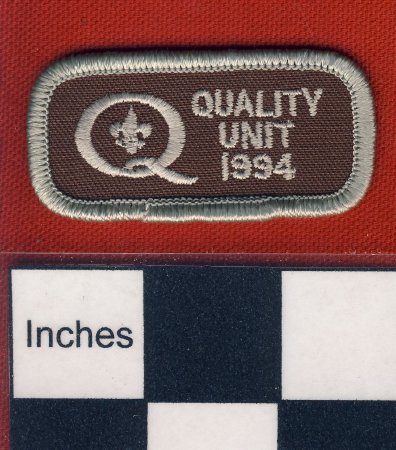 Q QUALITY
UNIT
1994
Inches